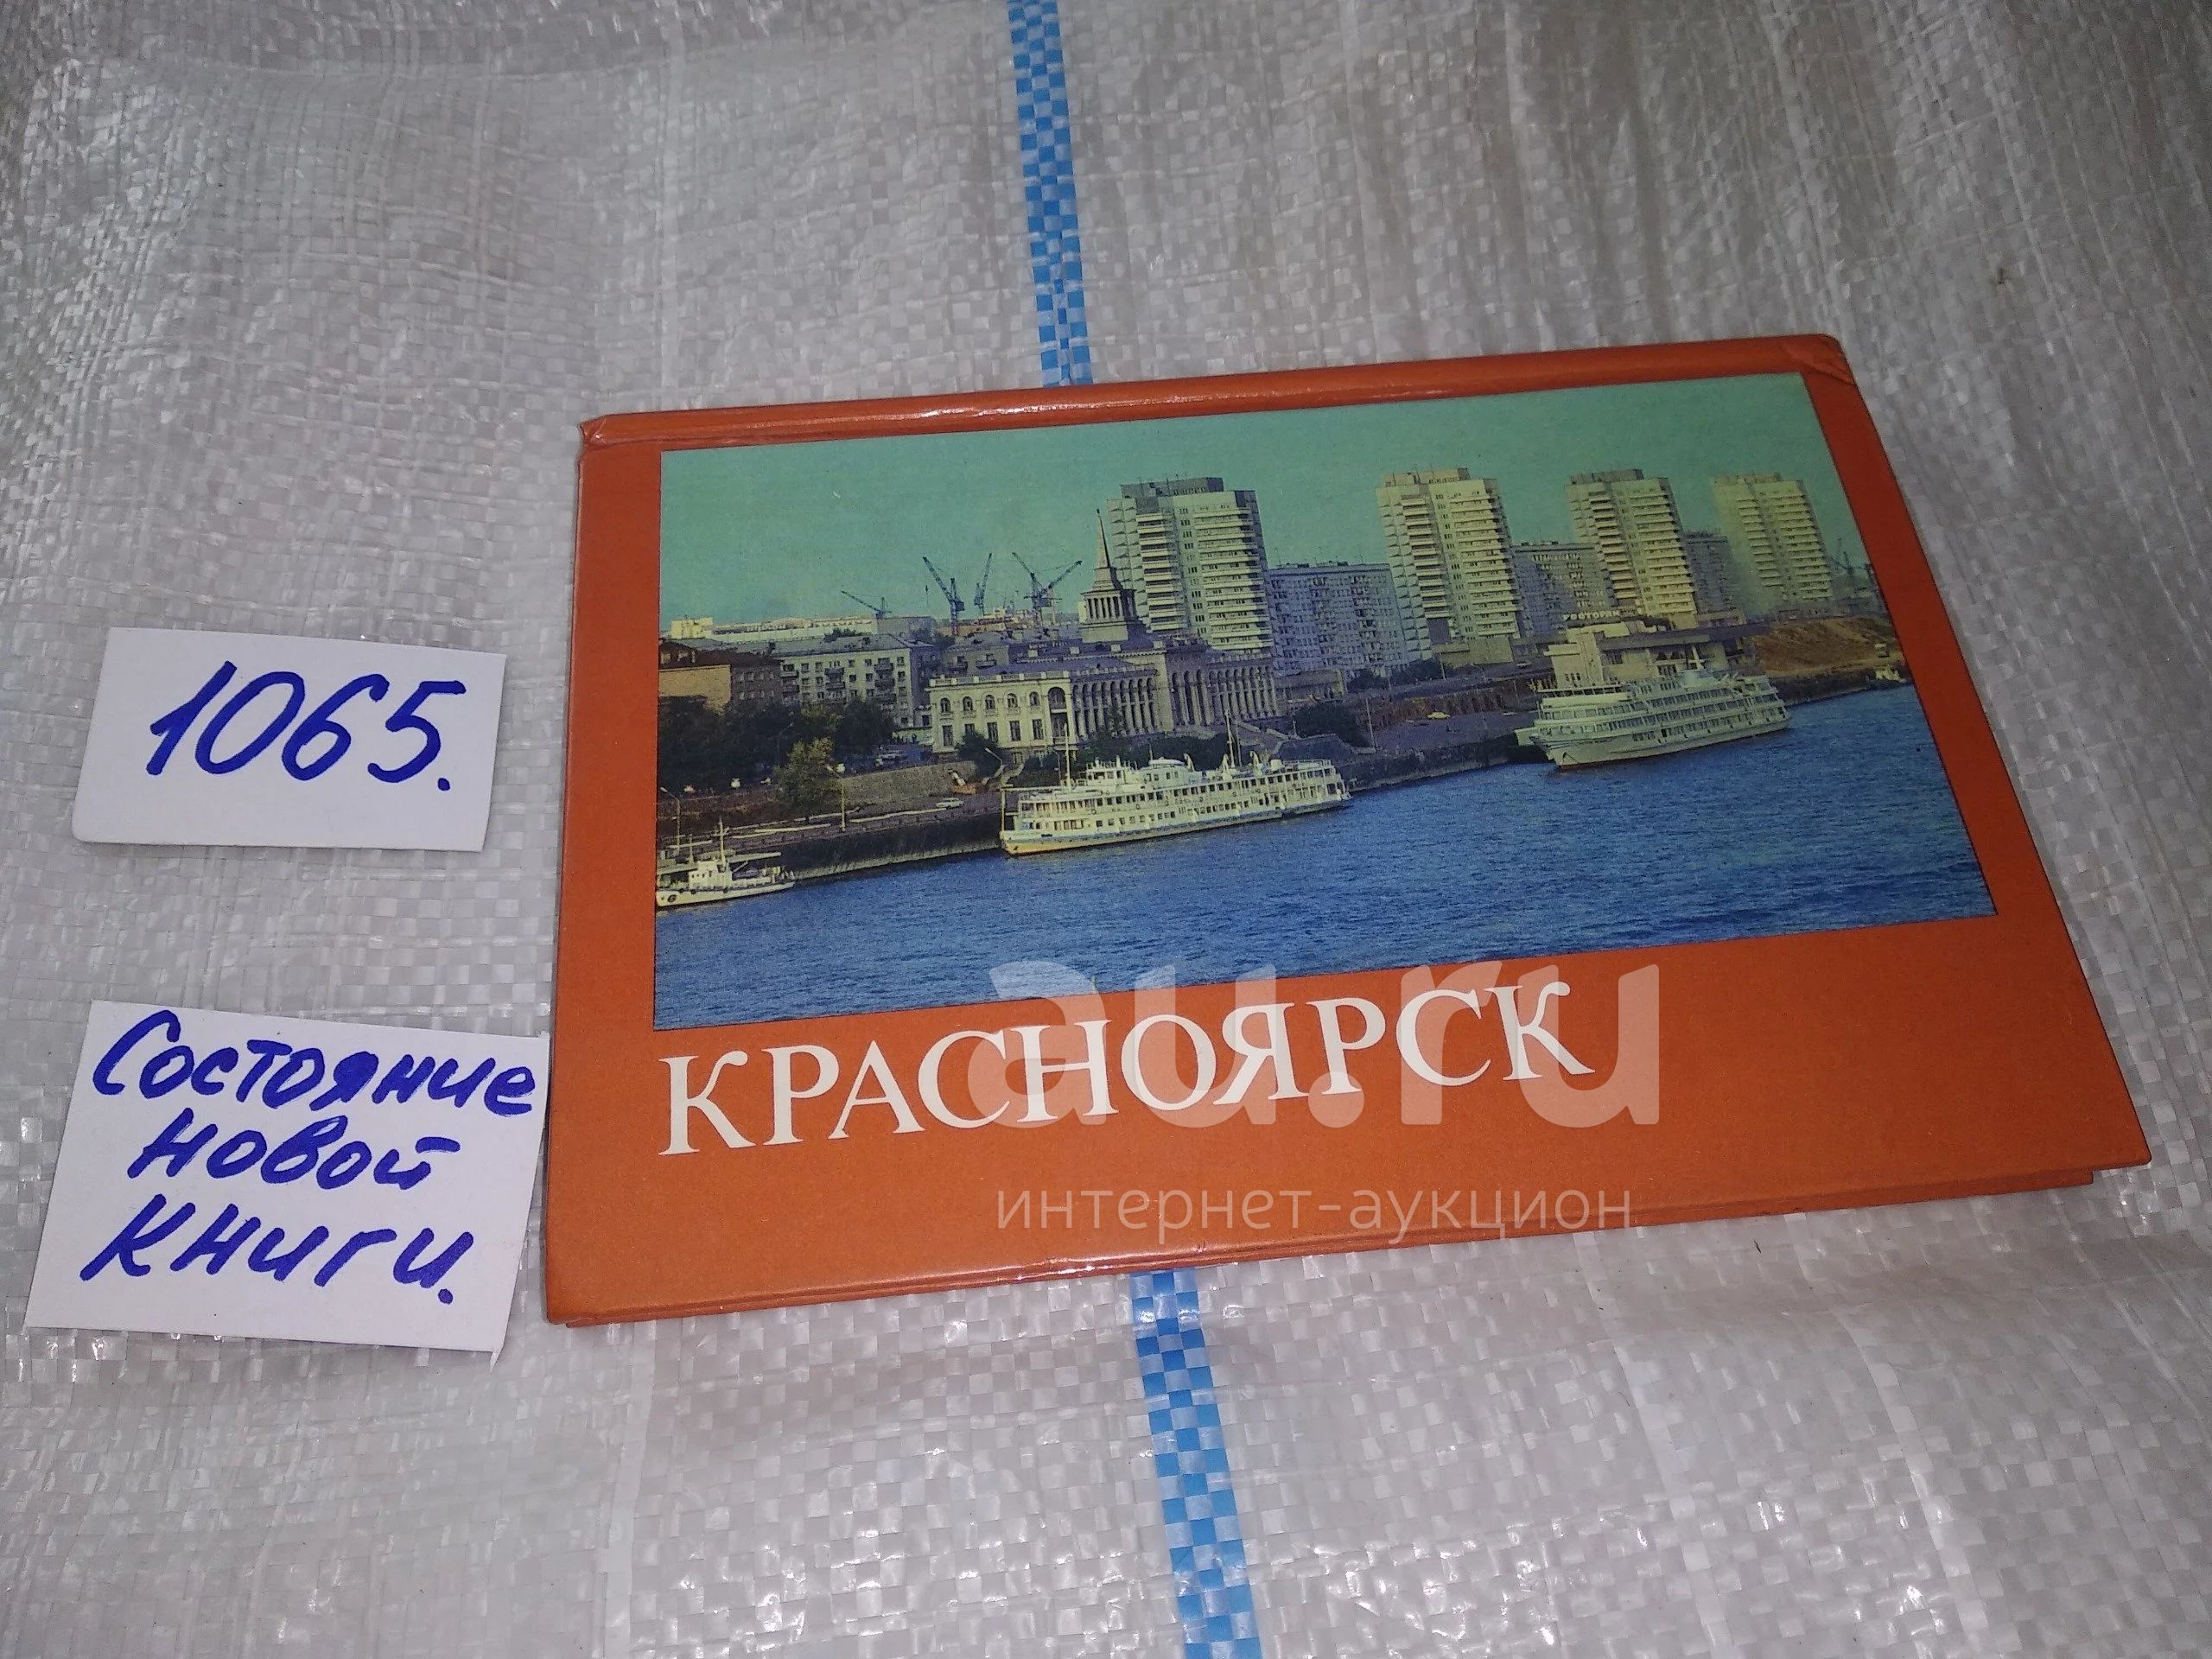 1065.
Состояние
новой
книги.
КРАСНОЯРСК
au.ru
интернет-аукцион